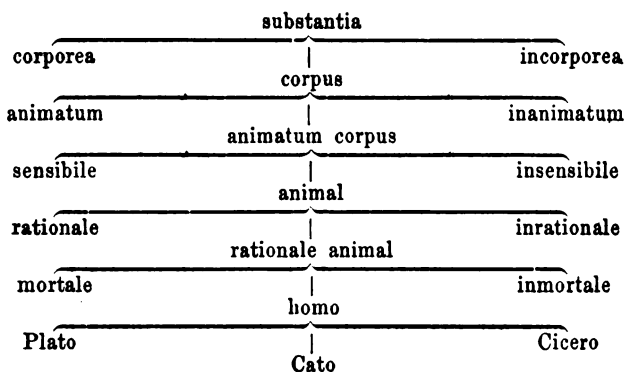 substantia
corporea incorporea
corpus
animatum inanimatum
animatum corpus
sensibile insensibile
animal
rationale inrationale
rationale animal
mortale inmortale
homo
Plato Cicero
Cato